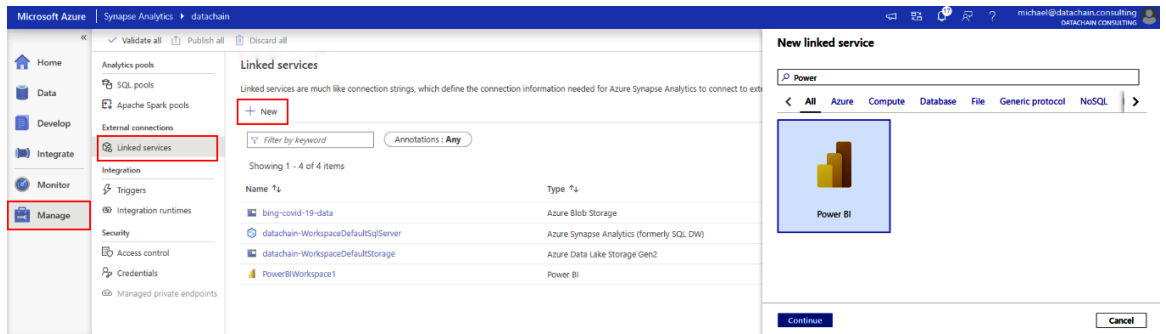 Microsoft Azure
Synapse Analytics
datachain
17
?
michael@datachain.consulting
DATACHAIN CONSULTING
Home
Data
Develop
Integrate
Monitor
Manage
Validate all
Publish all
Discard all
Analytics pools
SQL pools
Apache Spark pools
External connections
Linked services
Integration
Triggers
Integration runtimes
Security
Access control
Credentials
Managed private endpoints
Linked services
Linked services are much like connection strings, which define the connection information needed for Azure Synapse Analytics to connect to ext
+ New
Filter by keyword
Annotations : Any
Showing 1 - 4 of 4 items
Name Type
bing-covid-19-data Azure Blob Storage
datachain-WorkspaceDefaultSqlServer Azure Synapse Analytics (formerly SQL DW)
datachain-WorkspaceDefaultStorage Azure Data Lake Storage Gen2
PowerBIWorkspace1 Power BI
New linked service
Power
All Azure Compute Database File Generic protocol NoSQL
Power BI
Continue
Cancel